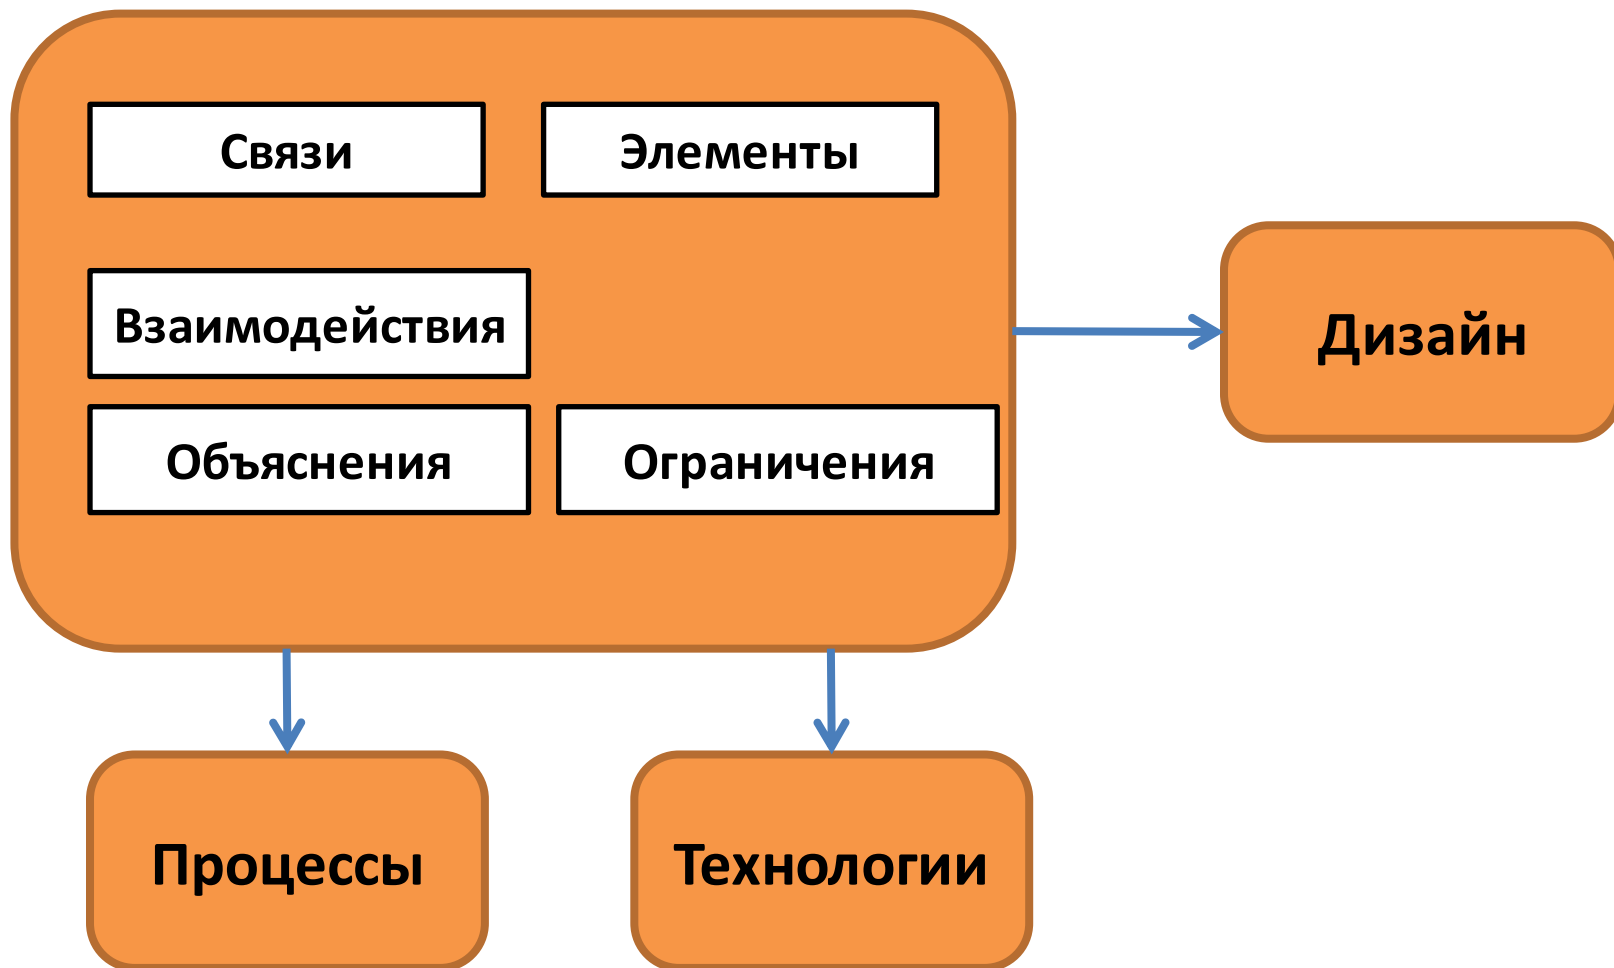 Связи
Элементы
Взаимодействия
Дизайн
Объяснения
Ограничения
Процессы
Технологии